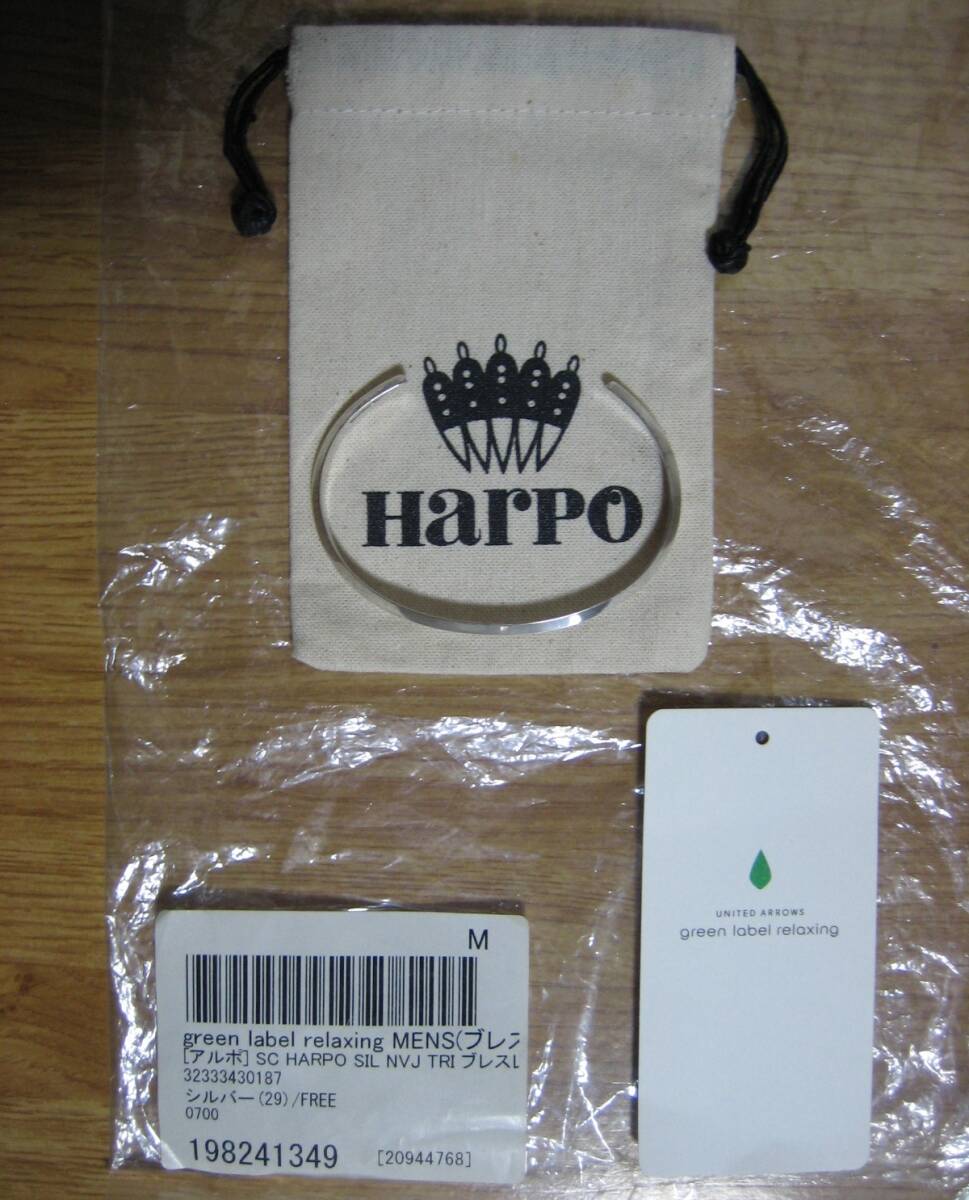 HarPO
UNITED ARROWS
green label relaxing
M
green label relaxing MENS(ブレス
[アルポ] SC HARPO SIL NVJ TRI ブレスL
32333430187
シルバー(29)/FREE
0700
198241349 [20944768]